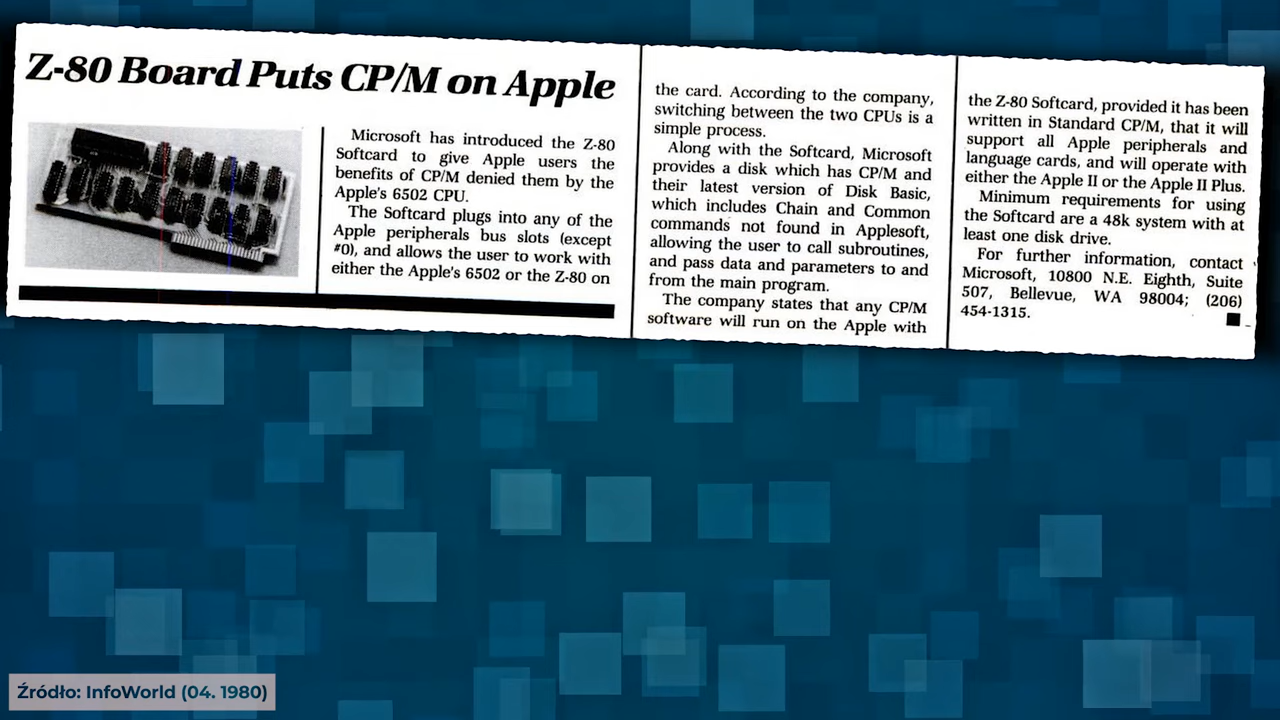 Z-80 Board Puts CP/M on Apple
Microsoft has introduced the Z-80
Softcard to give Apple users the
benefits of CP/M denied them by the
Apple's 6502 CPU.
The Softcard plugs into any of the
Apple peripherals bus slots (except
#0), and allows the user to work with
either the Apple's 6502 or the Z-80 on
the card. According to the company,
switching between the two CPUs is a
simple process.
Along with the Softcard, Microsoft
provides a disk which has CP/M and
their latest version of Disk Basic,
which includes Chain and Common
commands not found in Applesoft,
allowing the user to call subroutines,
and pass data and parameters to and
from the main program.
The company states that any CP/M
software will run on the Apple with
the Z-80 Softcard, provided it has been
written in Standard CP/M, that it will
support all Apple peripherals and
language cards, and will operate with
either the Apple II or the Apple II Plus.
Minimum requirements for using
the Softcard are a 48k system with at
least one disk drive.
For further information, contact
Microsoft, 10800 N.E. Eighth, Suite
507, Bellevue, WA 98004; (206)
454-1315.
Źródło: InfoWorld (04. 1980)